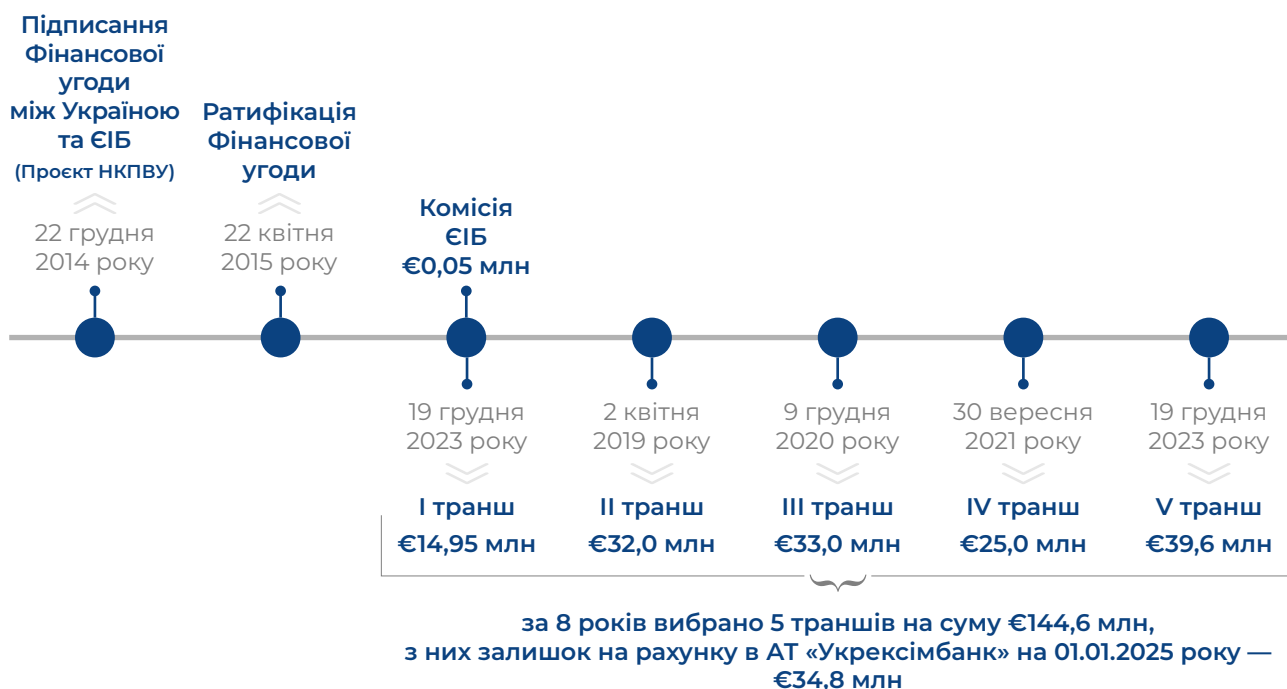 Підписання
Фінансової
угоди
між Україною
та ЄІБ
(Проєкт НКПВУ)
22 грудня
2014 року
Ратифікація
Фінансової
угоди
22 квітня
2015 року
Комісія
ЄІБ
€0,05 млн
19 грудня
2023 року
І транш
€14,95 млн
2 квітня
2019 року
ІІ транш
€32,0 млн
9 грудня
2020 року
ІІІ транш
€33,0 млн
30 вересня
2021 року
IV транш
€25,0 млн
19 грудня
2023 року
V транш
€39,6 млн
за 8 років вибрано 5 траншів на суму €144,6 млн,
з них залишок на рахунку в АТ «Укрексімбанк» на 01.01.2025 року —
€34,8 млн